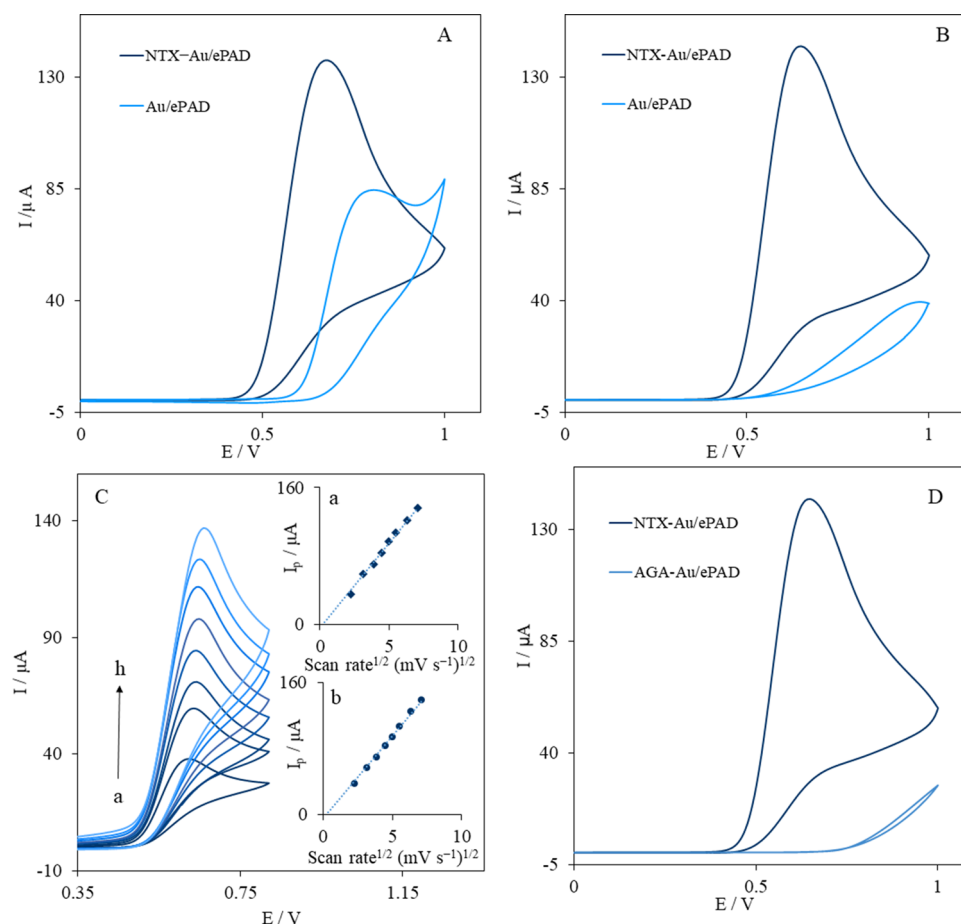 A
NTX−Au/ePAD
Au/ePAD
130
85
40
-5
I /µ A
0
0.5
1
E / V
B
NTX-Au/ePAD
Au/ePAD
130
85
40
-5
I / µA
0
0.5
1
E / V
C
140
90
40
-10
I / µA
h
a
0.35
0.75
1.15
E / V
a
160
0
Ip / µA
0
5
10
Scan rate1/2 (mV s−1)1/2
b
160
0
Ip / µA
0
5
10
Scan rate1/2 (mV s−1)1/2
D
NTX-Au/ePAD
AGA-Au/ePAD
130
85
40
-5
I / µA
0
0.5
1
E / V